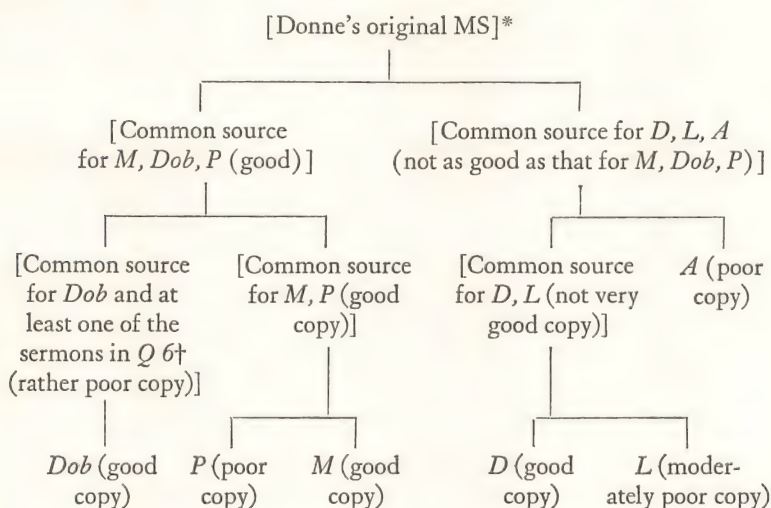 [Donne's original MS]*
[Common source
for M, Dob, P (good)]
[Common source for D, L, A
(not as good as that for M, Dob, P)]
[Common source
for Dob and at
least one of the
sermons in Q 6†
(rather poor copy)]
[Common source
for M, P (good
copy)]
[Common source
for D, L (not very
good copy)]
A (poor
copy)
Dob (good
copy)
P (poor
copy)
M (good
copy)
D (good
copy)
L (moder-
ately poor copy)